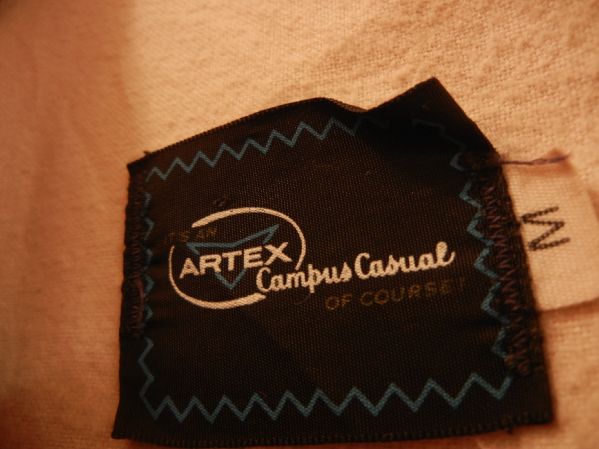 IT'S AN
ARTEX
Campus Casual
OF COURSE!
M